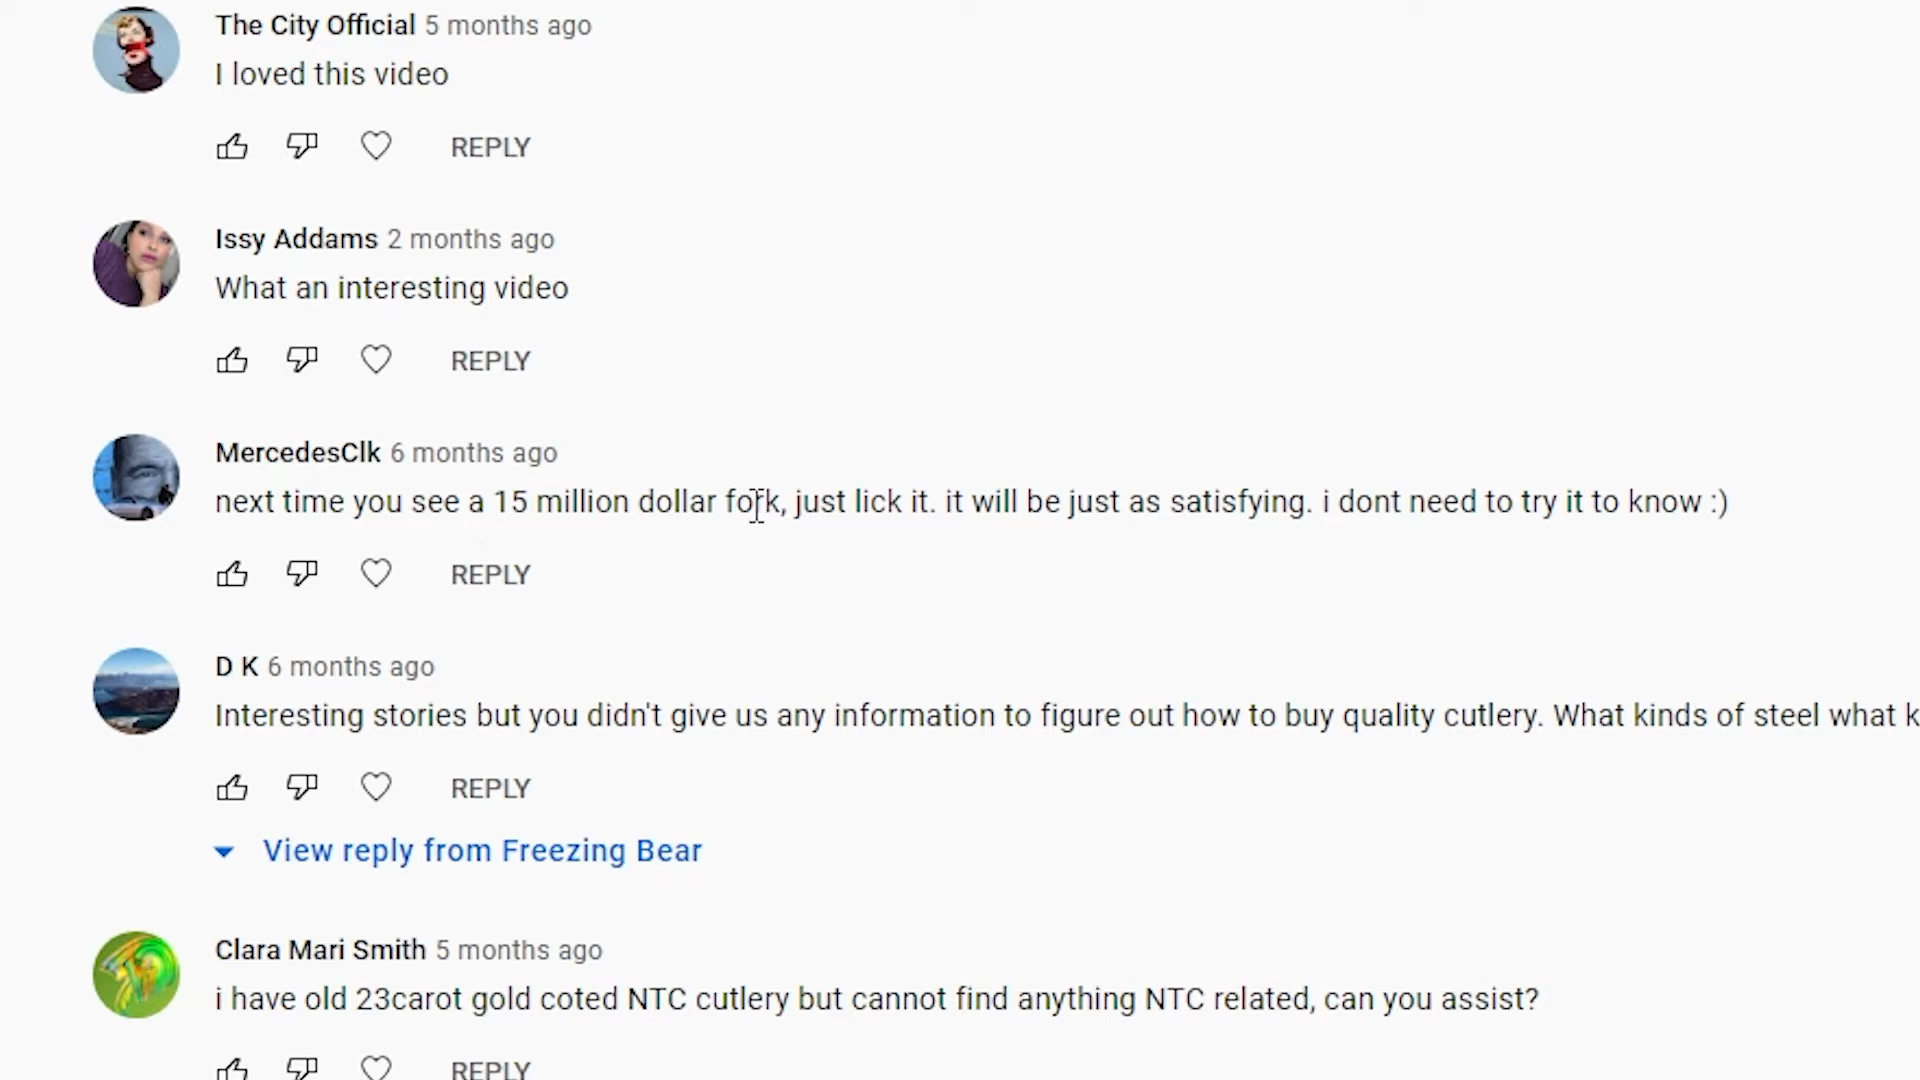 The City Official 5 months ago
I loved this video
REPLY
Issy Addams 2 months ago
What an interesting video
REPLY
MercedesClk 6 months ago
next time you see a 15 million dollar fork, just lick it. it will be just as satisfying. i dont need to try it to know :)
REPLY
D K 6 months ago
Interesting stories but you didn't give us any information to figure out how to buy quality cutlery. What kinds of steel what k
REPLY
View reply from Freezing Bear
Clara Mari Smith 5 months ago
i have old 23carot gold coted NTC cutlery but cannot find anything NTC related, can you assist?
REPLY